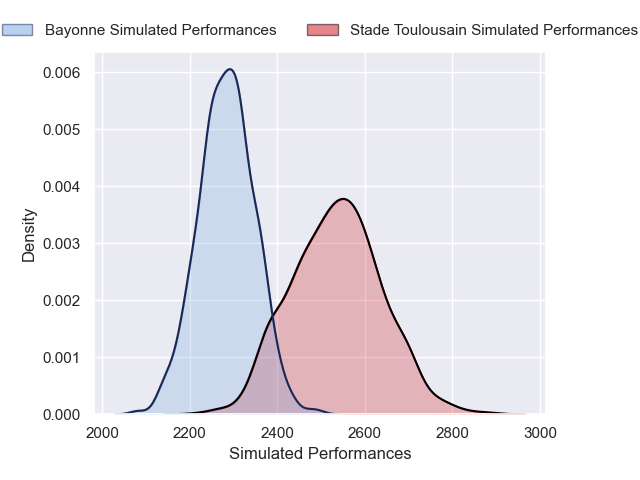 Bayonne Simulated Performances Stade Toulousain Simulated Performances
0.006
0.005
0.004
0.003
0.002
0.001
0.000
Density
2000 2200 2400 2600 2800 3000
Simulated Performances